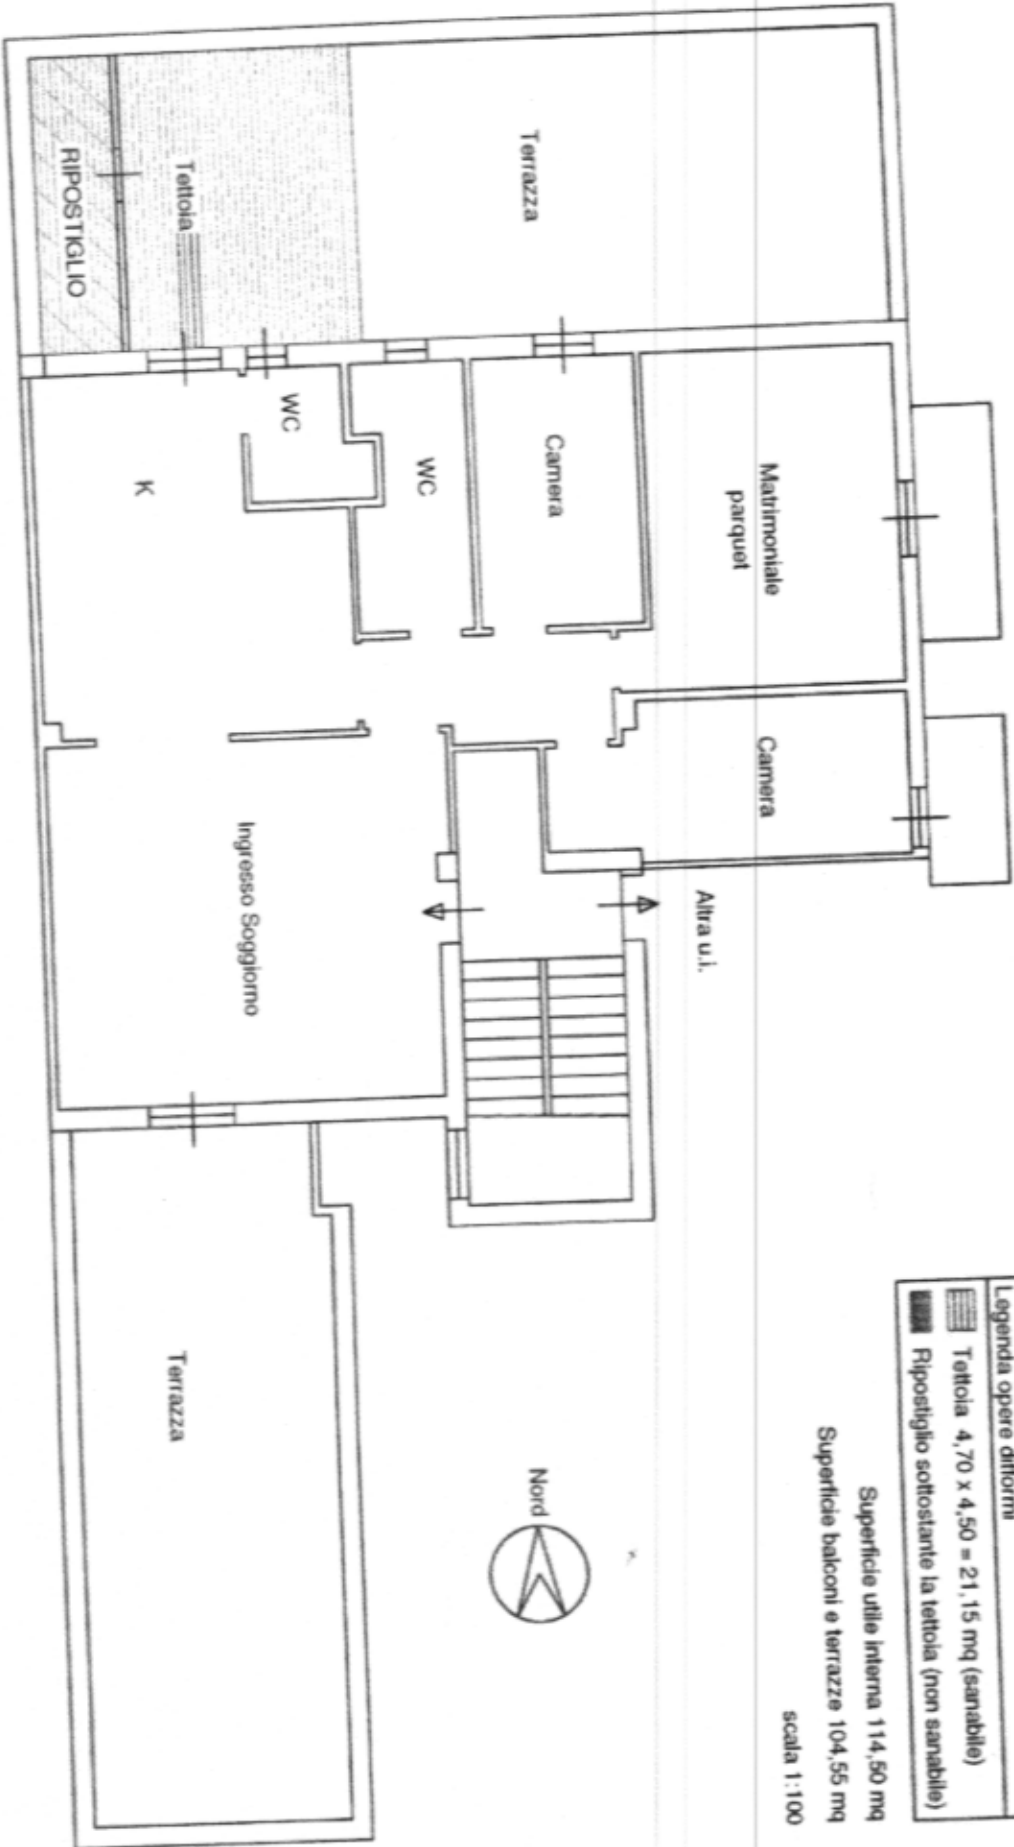 Terrazza
Tettoia
RIPOSTIGLIO
WC
WC
K
Camera
Matrimoniale
parquet
Camera
Ingresso Soggiorno
Altra u.i.
Terrazza
Nord
Legenda opere difformi
Tettoia 4,70 x 4,50 = 21,15 mq (sanabile)
Ripostiglio sottostante la tettoia (non sanabile)
Superficie utile interna 114,50 mq
Superficie balconi e terrazze 104,55 mq
scala 1:100